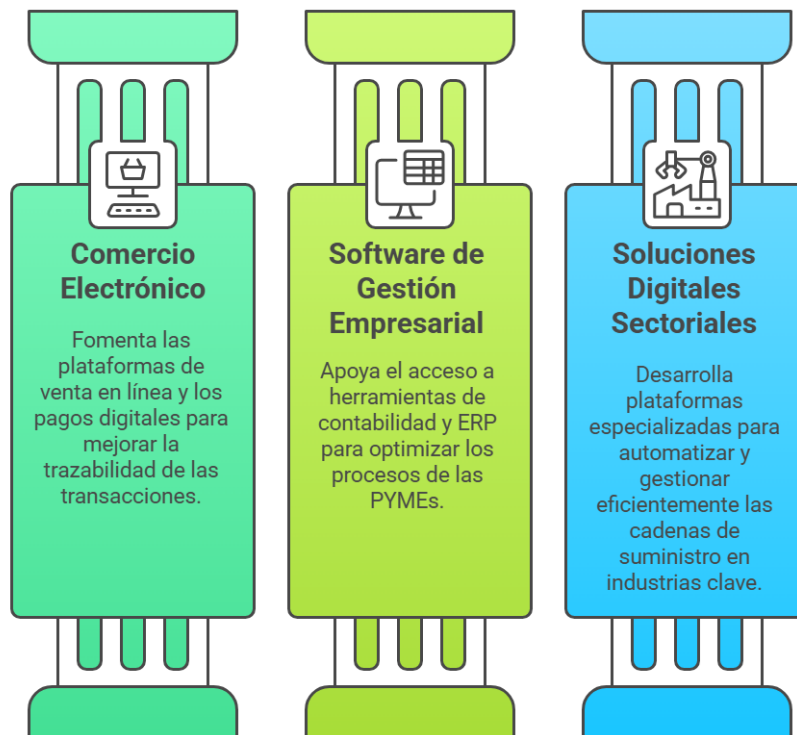 Comercio
Electrónico
Fomenta las
plataformas de
venta en línea y los
pagos digitales para
mejorar la
trazabilidad de las
transacciones.
Software de
Gestión
Empresarial
Apoya el acceso a
herramientas de
contabilidad y ERP
para optimizar los
procesos de las
PYMEs.
Soluciones
Digitales
Sectoriales
Desarrolla
plataformas
especializadas para
automatizar y
gestionar
eficientemente las
cadenas de
suministro en
industrias clave.